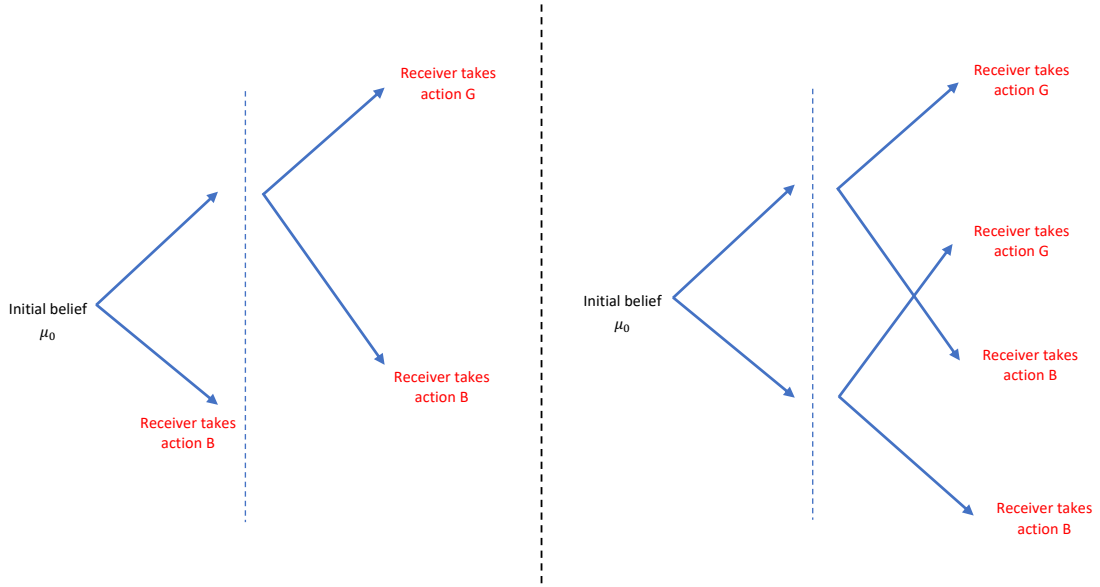 Receiver takes
action G
Initial belief
μ₀
Receiver takes
action B
Receiver takes
action B
Receiver takes
action G
Receiver takes
action G
Initial belief
μ₀
Receiver takes
action B
Receiver takes
action B